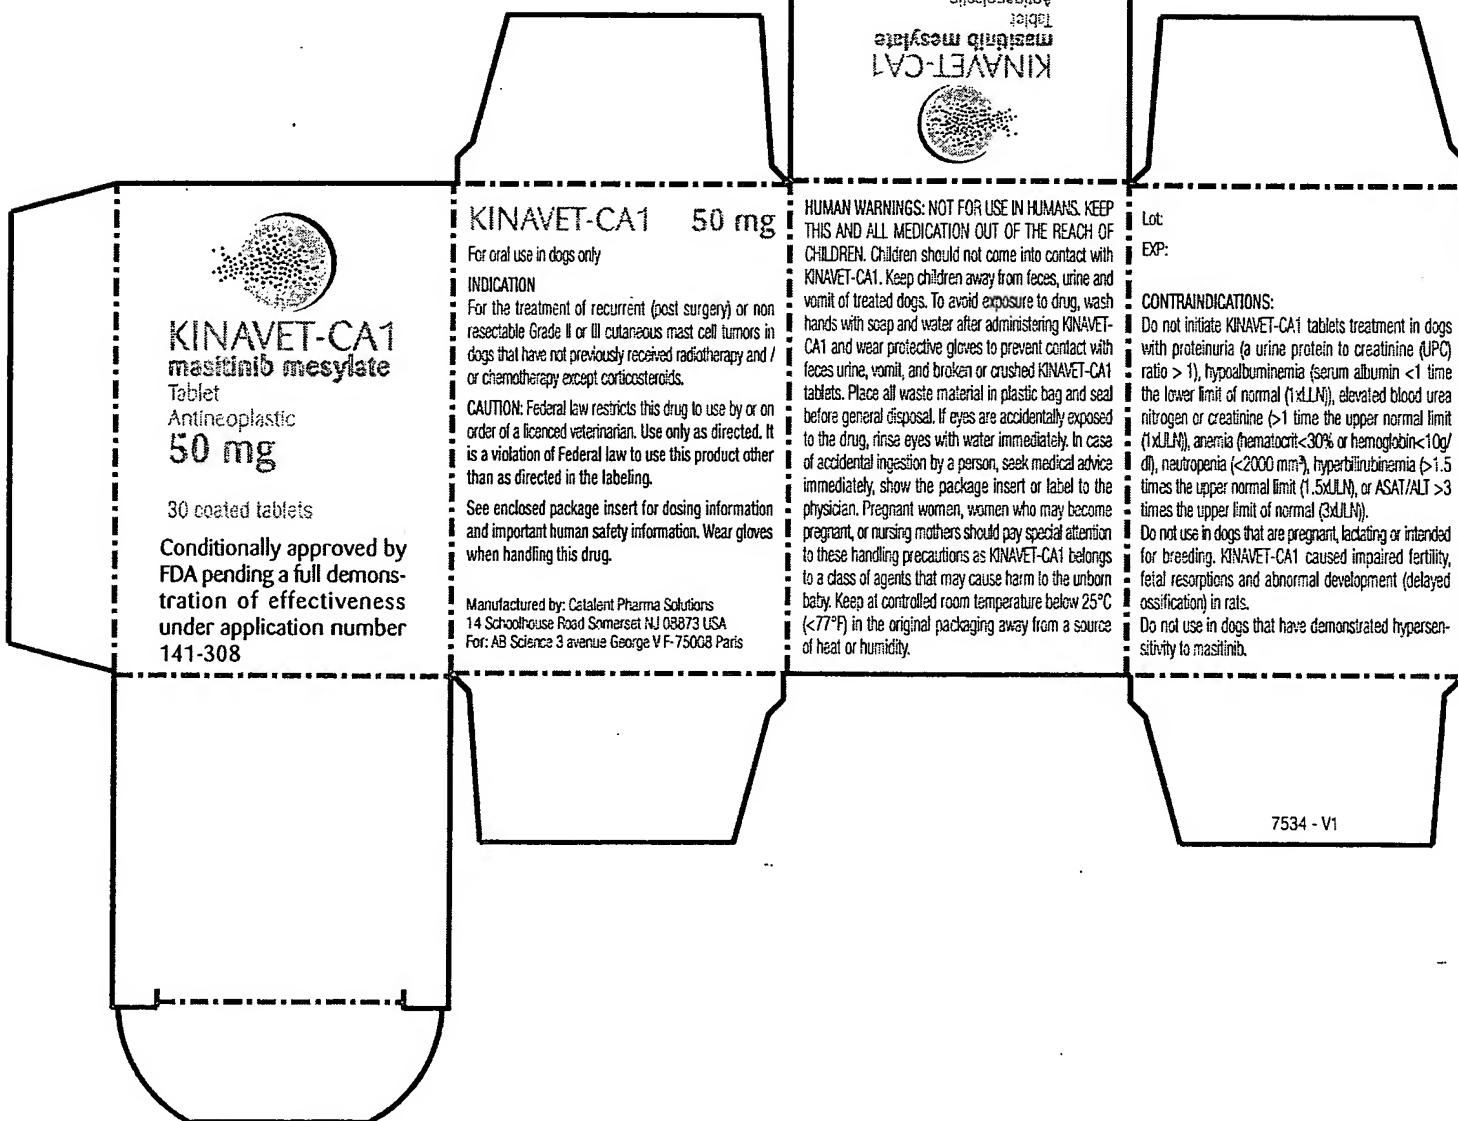 Antineoplastic
Tablet
masitinib mesylate
KINAVET-CA1
KINAVET-CA1
masitinib mesylate
Tablet
Antineoplastic
50 mg
30 coated tablets
Conditionally approved by
FDA pending a full demons-
tration of effectiveness
under application number
141-308
KINAVET-CA1 50 mg
For oral use in dogs only
INDICATION
For the treatment of recurrent (post surgery) or non
resectable Grade II or III cutaneous mast cell tumors in
dogs that have not previously received radiotherapy and /
or chemotherapy except corticosteroids.
CAUTION: Federal law restricts this drug to use by or on
order of a licenced veterinarian. Use only as directed. It
is a violation of Federal law to use this product other
than as directed in the labeling.
See enclosed package insert for dosing information
and important human safety information. Wear gloves
when handling this drug.
Manufactured by: Catalent Pharma Solutions
14 Schoolhouse Road Somerset NJ 08873 USA
For: AB Science 3 avenue George V F-75008 Paris
HUMAN WARNINGS: NOT FOR USE IN HUMANS. KEEP
THIS AND ALL MEDICATION OUT OF THE REACH OF
CHILDREN. Children should not come into contact with
KINAVET-CA1. Keep children away from feces, urine and
vomit of treated dogs. To avoid exposure to drug, wash
hands with soap and water after administering KINAVET-
CA1 and wear protective gloves to prevent contact with
feces urine, vomit, and broken or crushed KINAVET-CA1
tablets. Place all waste material in plastic bag and seal
before general disposal. If eyes are accidentally exposed
to the drug, rinse eyes with water immediately. In case
of accidental ingestion by a person, seek medical advice
immediately, show the package insert or label to the
physician. Pregnant women, women who may become
pregnant, or nursing mothers should pay special attention
to these handling precautions as KINAVET-CA1 belongs
to a class of agents that may cause harm to the unborn
baby. Keep at controlled room temperature below 25°C
(<77°F) in the original packaging away from a source
of heat or humidity.
Lot:
EXP:
CONTRAINDICATIONS:
Do not initiate KINAVET-CA1 tablets treatment in dogs
with proteinuria (a urine protein to creatinine (UPC)
ratio > 1), hypoalbuminemia (serum albumin <1 time
the lower limit of normal (1xLLN)), elevated blood urea
nitrogen or creatinine (>1 time the upper normal limit
(1xULN)), anemia (hematocrit<30% or hemoglobin<10g/
dl), neutropenia (<2000 mm³), hyperbilirubinemia (>1.5
times the upper normal limit (1.5xULN), or ASAT/ALT >3
times the upper limit of normal (3xULN)).
Do not use in dogs that are pregnant, lactating or intended
for breeding. KINAVET-CA1 caused impaired fertility,
fetal resorptions and abnormal development (delayed
ossification) in rats.
Do not use in dogs that have demonstrated hypersen-
sitivity to masitinib.
7534 - V1